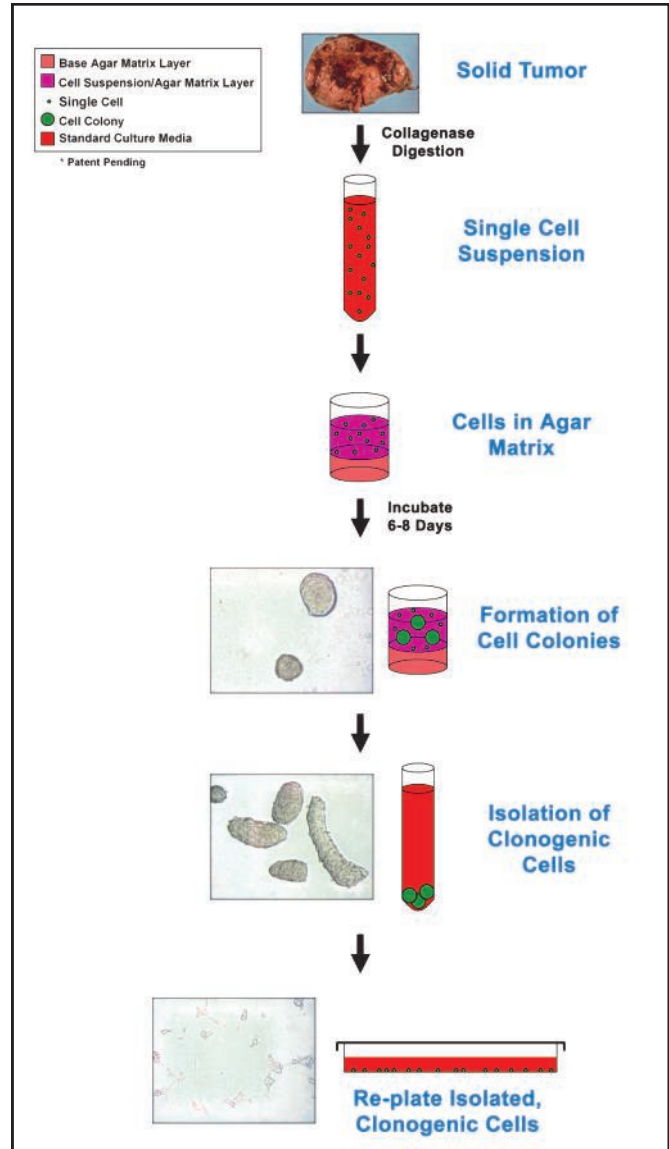 Base Agar Matrix Layer
Cell Suspension/Agar Matrix Layer
Single Cell
Cell Colony
Standard Culture Media
* Patent Pending
Solid Tumor
Collagenase
Digestion
Single Cell
Suspension
Cells in Agar
Matrix
Incubate
6-8 Days
Formation of
Cell Colonies
Isolation of
Clonogenic
Cells
Re-plate Isolated,
Clonogenic Cells